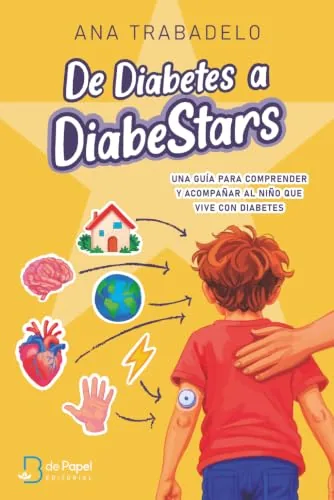 ANA TRABADELO
De Diabetes a
DiabeStars
UNA GUÍA PARA COMPRENDER
Y ACOMPAÑAR AL NIÑO QUE
VIVE CON DIABETES
B de Papel
EDITORIAL